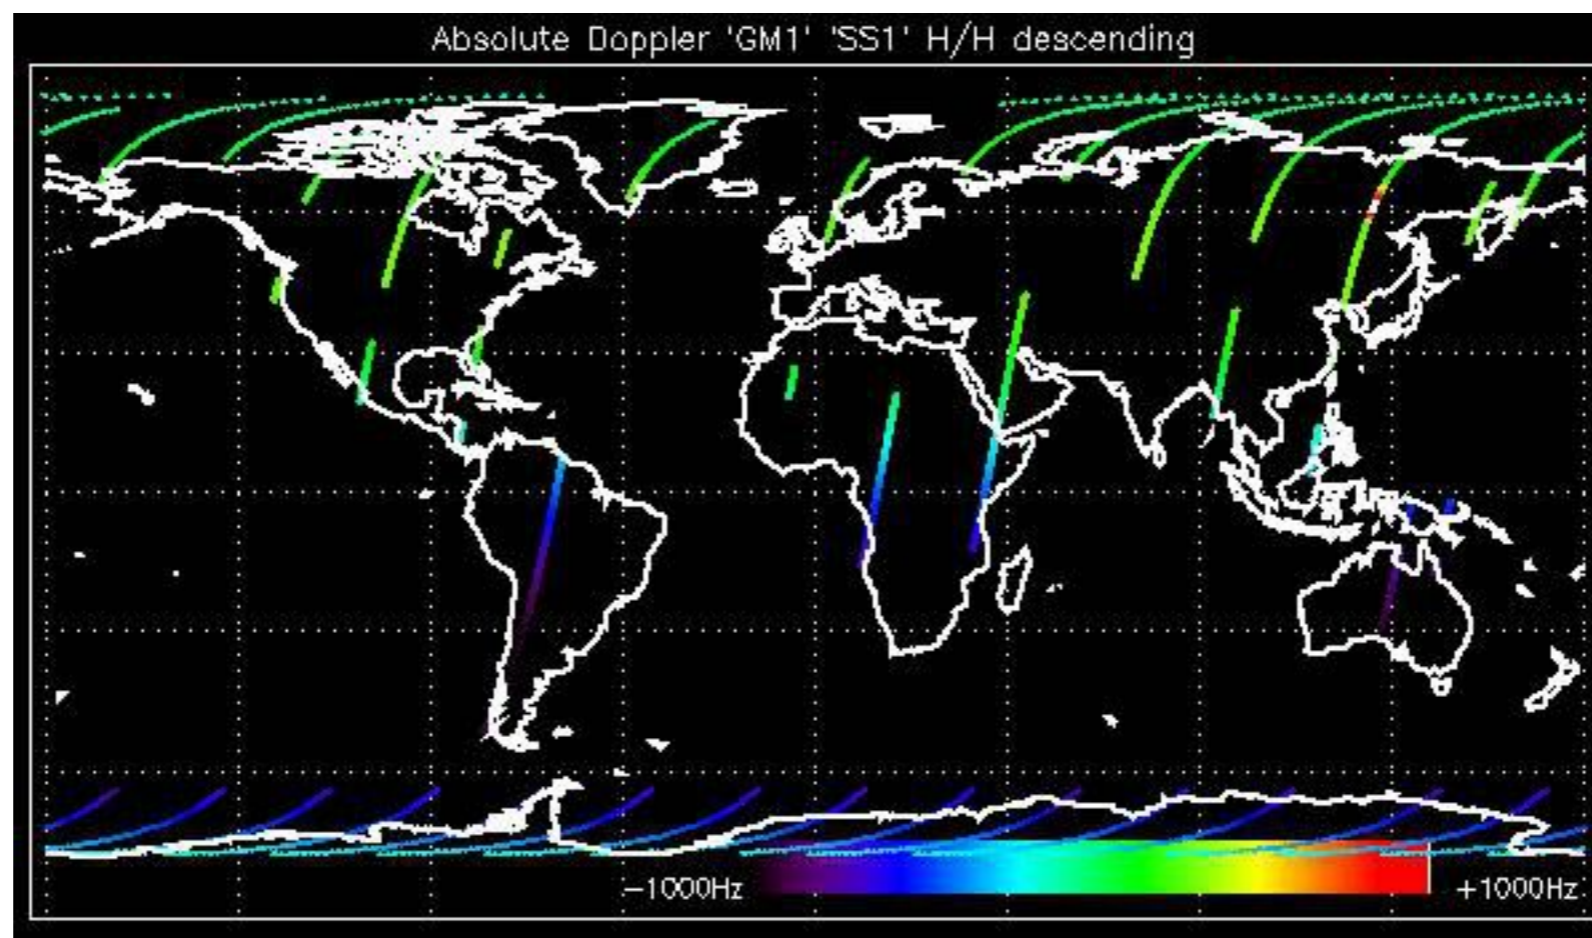 Absolute Doppler 'GM1' 'SS1' H/H descending
-1000Hz +1000Hz